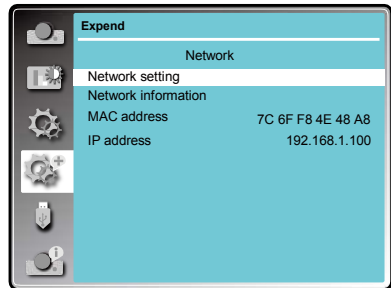 Expend
Network
Network setting
Network information
MAC address 7C 6F F8 4E 48 A8
IP address 192.168.1.100